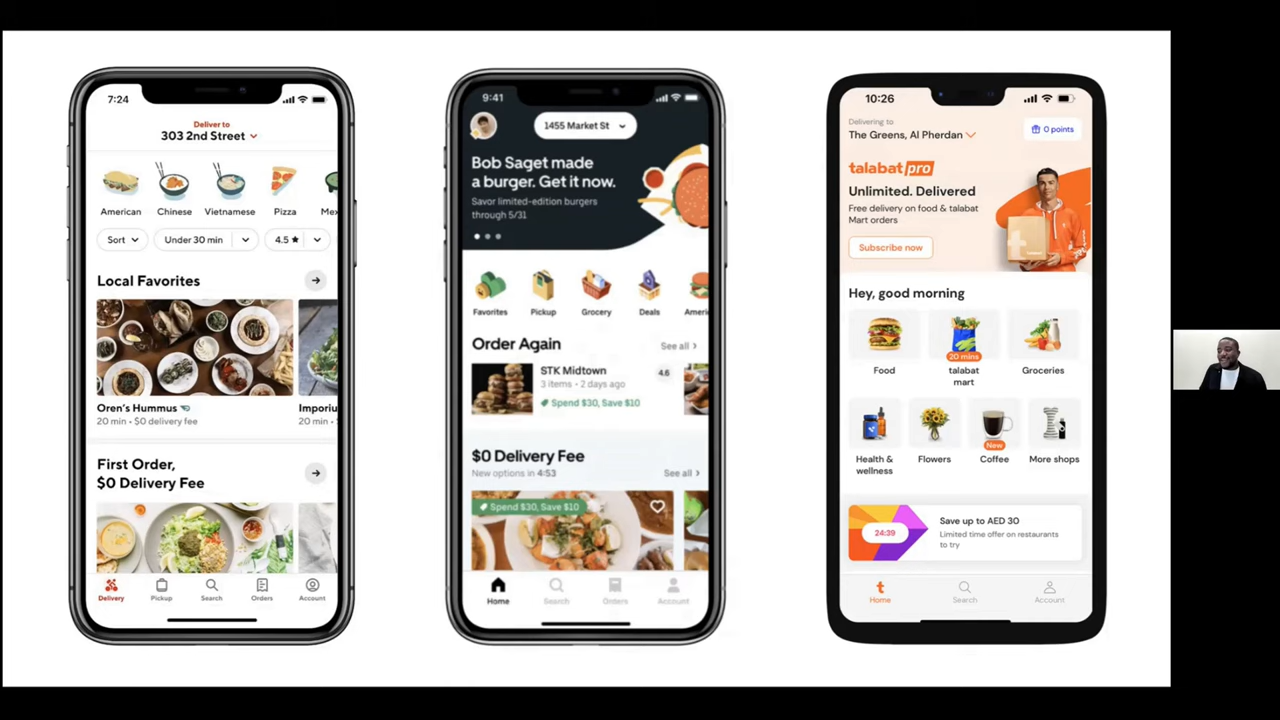 7:24
Deliver to
303 2nd Street
American
Chinese
Vietnamese
Pizza
Mex
Sort
Under 30 min
4.5 ★
Local Favorites
Oren's Hummus
Imporiu
20 min • $0 delivery fee
20 min •
First Order,
$0 Delivery Fee
Delivery
Pickup
Search
Orders
Account
9:41
1455 Market St
Bob Saget made
a burger. Get it now.
Savor limited-edition burgers
through 5/31
Favorites
Pickup
Grocery
Deals
Ameri
Order Again
See all
STK Midtown
4.6
3 items • 2 days ago
Spend $30, Save $10
$0 Delivery Fee
New options in 4:53
See all
Spend $30, Save $10
Home
Search
Orders
Account
10:26
Delivering to
The Greens, Al Pherdan
0 points
talabat pro
Unlimited. Delivered
Free delivery on food & talabat
Mart orders
Subscribe now
t
Hey, good morning
20 mins
Food
talabat
mart
Groceries
New
Health &
wellness
Flowers
Coffee
More shops
24:39
Save up to AED 30
Limited time offer on restaurants
to try
t
Home
Search
Account